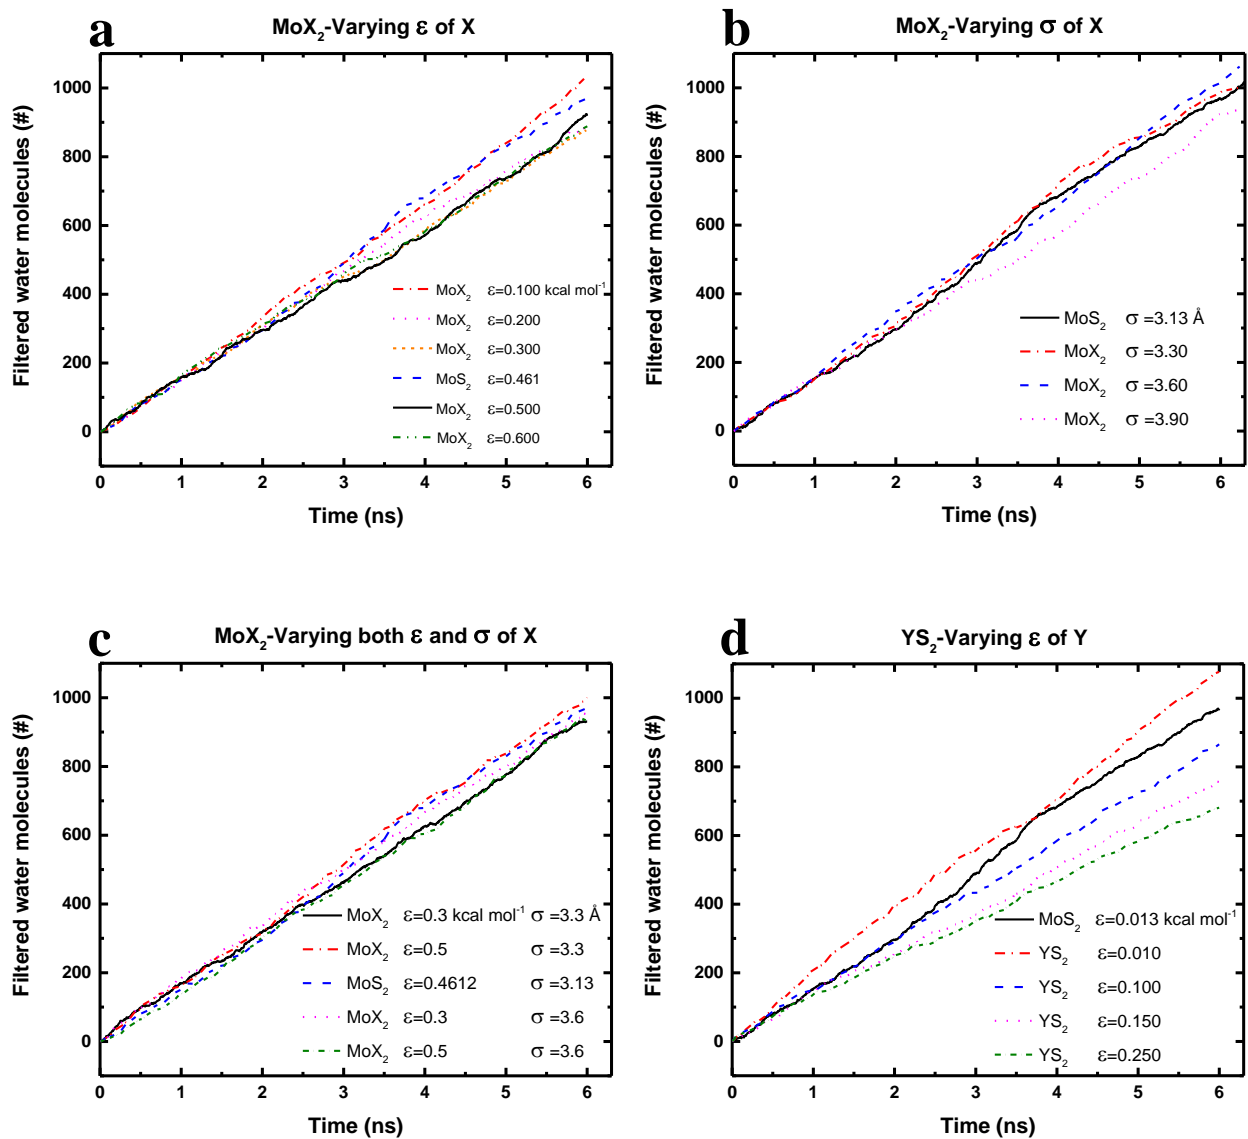 a
MoX₂-Varying ε of X
Filtered water molecules (#)
1000
800
600
400
200
0
MoX₂ ε=0.100 kcal mol⁻¹
MoX₂ ε=0.200
MoX₂ ε=0.300
MoS₂ ε=0.461
MoX₂ ε=0.500
MoX₂ ε=0.600
0 1 2 3 4 5 6
Time (ns)
b
MoX₂-Varying σ of X
Filtered water molecules (#)
1000
800
600
400
200
0
MoS₂ σ =3.13 Å
MoX₂ σ =3.30
MoX₂ σ =3.60
MoX₂ σ =3.90
0 1 2 3 4 5 6
Time (ns)
c
MoX₂-Varying both ε and σ of X
Filtered water molecules (#)
1000
800
600
400
200
0
MoX₂ ε=0.3 kcal mol⁻¹ σ =3.3 Å
MoX₂ ε=0.5 σ =3.3
MoS₂ ε=0.4612 σ =3.13
MoX₂ ε=0.3 σ =3.6
MoX₂ ε=0.5 σ =3.6
0 1 2 3 4 5 6
Time (ns)
d
YS₂-Varying ε of Y
Filtered water molecules (#)
1000
800
600
400
200
0
MoS₂ ε=0.013 kcal mol⁻¹
YS₂ ε=0.010
YS₂ ε=0.100
YS₂ ε=0.150
YS₂ ε=0.250
0 1 2 3 4 5 6
Time (ns)